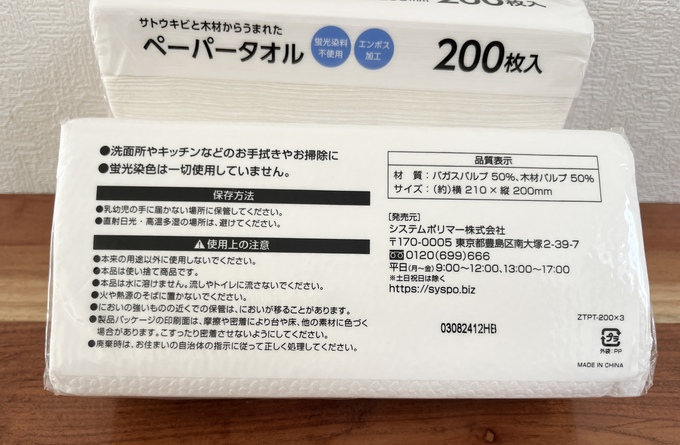 200枚入
サトウキビと木材からうまれた
ペーパータオル
蛍光染料
不使用
エンボス
加工
200枚入
●洗面所やキッチンなどのお手拭きやお掃除に
●蛍光染色は一切使用していません。
保存方法
●乳幼児の手に届かない場所に保管してください。
●直射日光・高温多湿の場所は、避けてください。
⚠使用上の注意
●本来の用途以外に使用しないでください。
●本品は使い捨て商品です。
●本品は水に溶けません。流しやトイレに流さないでください。
●火や熱源のそばに置かないでください。
●においの強いものの近くでの保管は、においが移ることがあります。
●製品パッケージの印刷面は、摩擦や密着により台や床、他の素材に色づく
場合があります。こすったり密着させないようにしてください。
●廃棄時は、お住まいの自治体の指示に従って正しく処理してください。
品質表示
材 質:バガスパルプ 50%、木材パルプ 50%
サイズ:(約)横 210 × 縦 200mm
[発売元]
システムポリマー株式会社
〒170-0005 東京都豊島区南大塚2-39-7
0120(699)666
平日(月~金)9:00~12:00、13:00~17:00
※土日祝日は除く
https://syspo.biz
03082412HB
ZTPT-200×3
プラ
外袋:PP
MADE IN CHINA